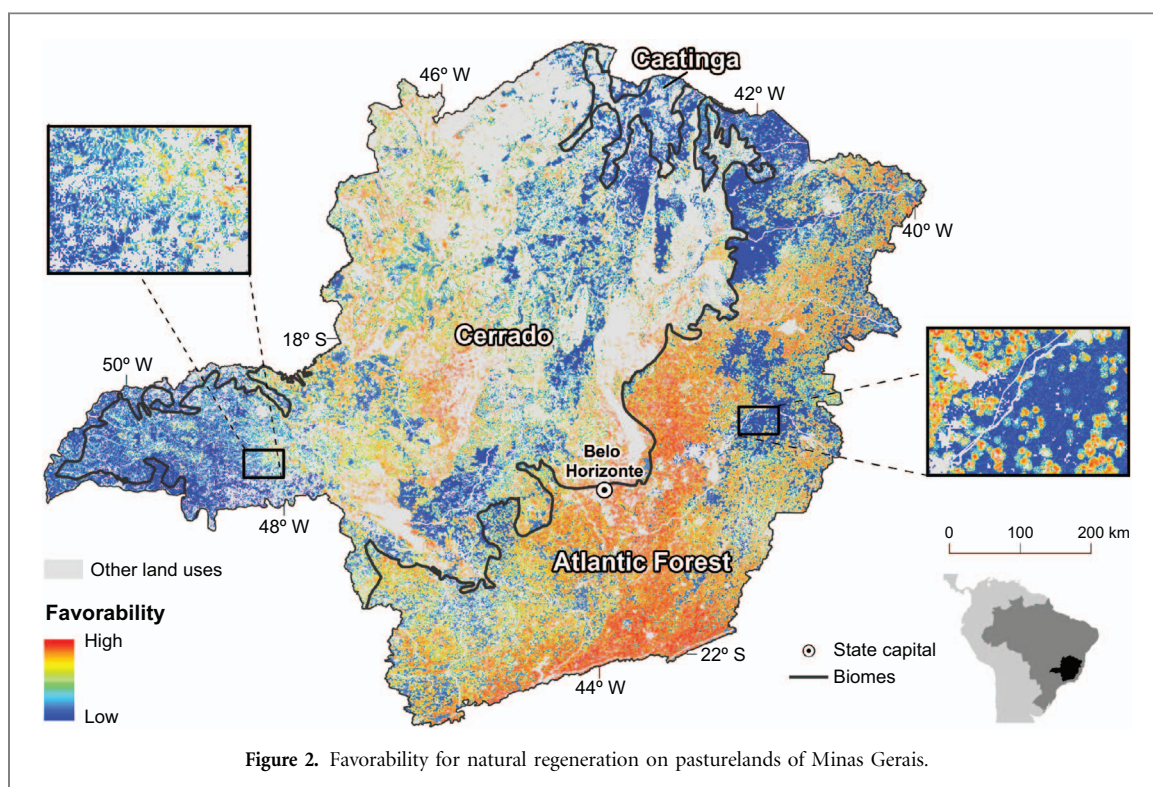 Caatinga
46º W
42º W
40º W
Cerrado
18º S
50º W
Belo
Horizonte
48º W
0 100 200 km
Other land uses
Atlantic Forest
Favorability
High
Low
State capital
Biomes
22º S
44º W
Figure 2. Favorability for natural regeneration on pasturelands of Minas Gerais.